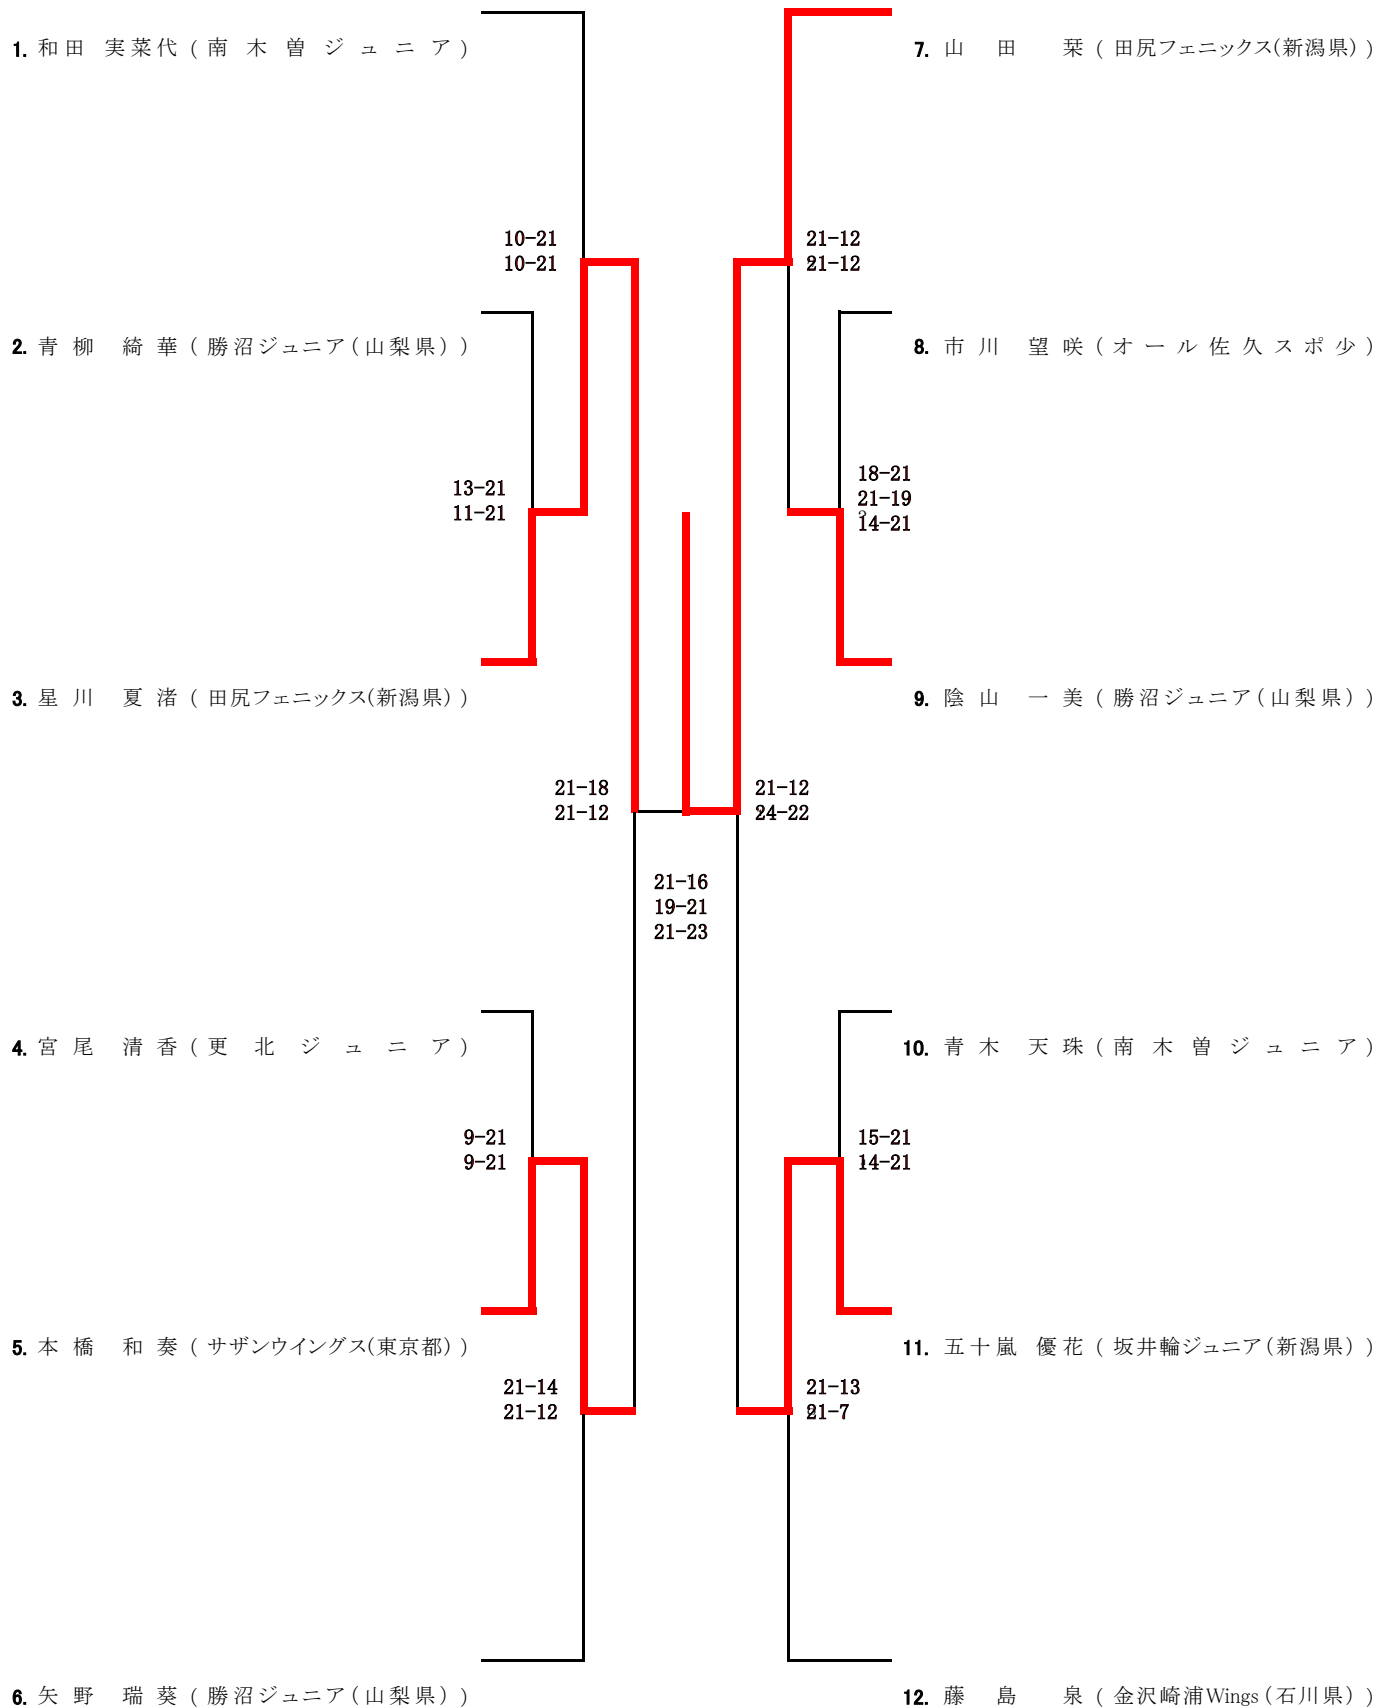 1. 和田 実菜代 ( 南木曽ジュニア )
7. 山田 栞 ( 田尻フェニックス(新潟県) )
10-21
10-21
21-12
21-12
2. 青柳 綺華 ( 勝沼ジュニア(山梨県) )
8. 市川 望咲 ( オール佐久スポ少 )
13-21
11-21
18-21
21-19
14-21
3. 星川 夏渚 ( 田尻フェニックス(新潟県) )
9. 陰山 一美 ( 勝沼ジュニア(山梨県) )
21-18
21-12
21-12
24-22
21-16
19-21
21-23
4. 宮尾 清香 ( 更北ジュニア )
10. 青木 天珠 ( 南木曽ジュニア )
9-21
9-21
15-21
14-21
5. 本橋 和奏 ( サザンウイングス(東京都) )
11. 五十嵐 優花 ( 坂井輪ジュニア(新潟県) )
21-14
21-12
21-13
21-7
6. 矢野 瑞葵 ( 勝沼ジュニア(山梨県) )
12. 藤島 泉 ( 金沢崎浦Wings(石川県) )